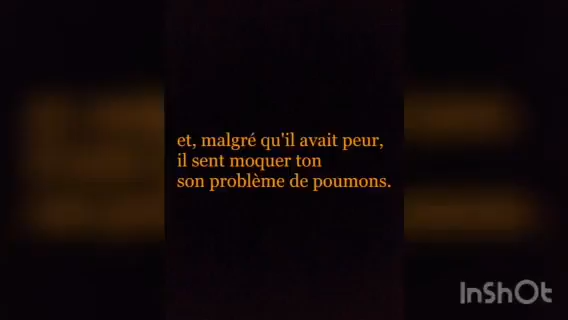 et, malgré qu'il avait peur,
il sent moquer ton
son problème de poumons.
InShOt